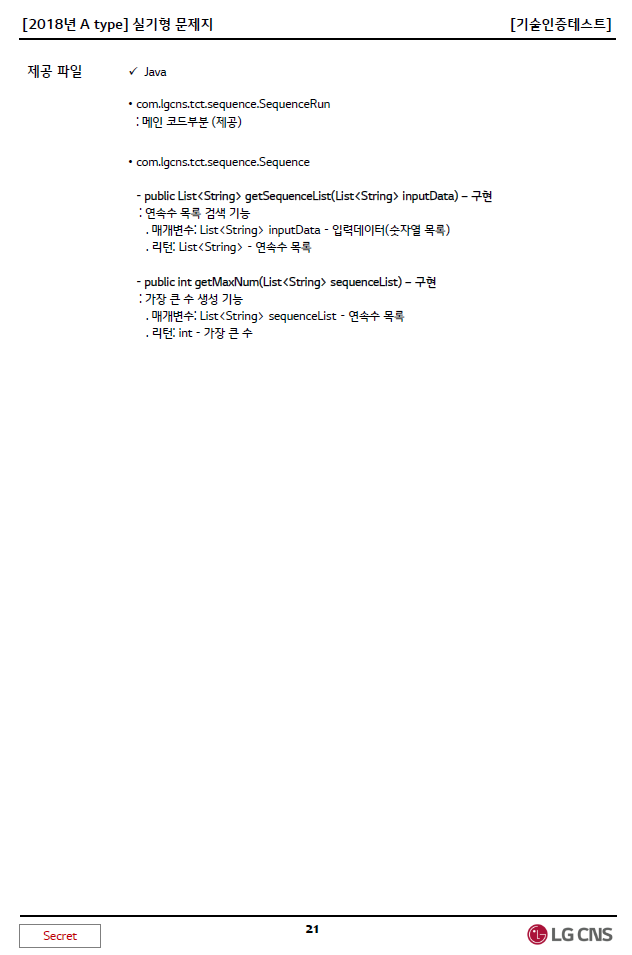 [2018년 A type] 실기형 문제지 [기술인증테스트]
제공 파일 ✓ Java
• com.lgcns.tct.sequence.SequenceRun
: 메인 코드부분 (제공)
• com.lgcns.tct.sequence.Sequence
- public List<String> getSequenceList(List<String> inputData) – 구현
: 연속수 목록 검색 기능
. 매개변수: List<String> inputData - 입력데이터(숫자열 목록)
. 리턴: List<String> - 연속수 목록
- public int getMaxNum(List<String> sequenceList) – 구현
: 가장 큰 수 생성 기능
. 매개변수: List<String> sequenceList - 연속수 목록
. 리턴: int - 가장 큰 수
Secret 21 LG CNS